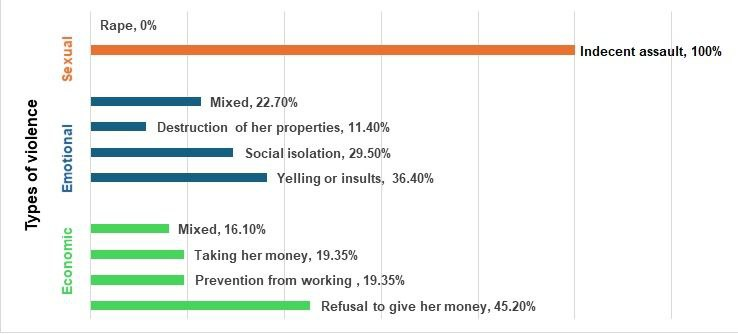 Types of violence
Sexual
Rape, 0%
Indecent assault, 100%
Emotional
Mixed, 22.70%
Destruction of her properties, 11.40%
Social isolation, 29.50%
Yelling or insults, 36.40%
Economic
Mixed, 16.10%
Taking her money, 19.35%
Prevention from working , 19.35%
Refusal to give her money, 45.20%